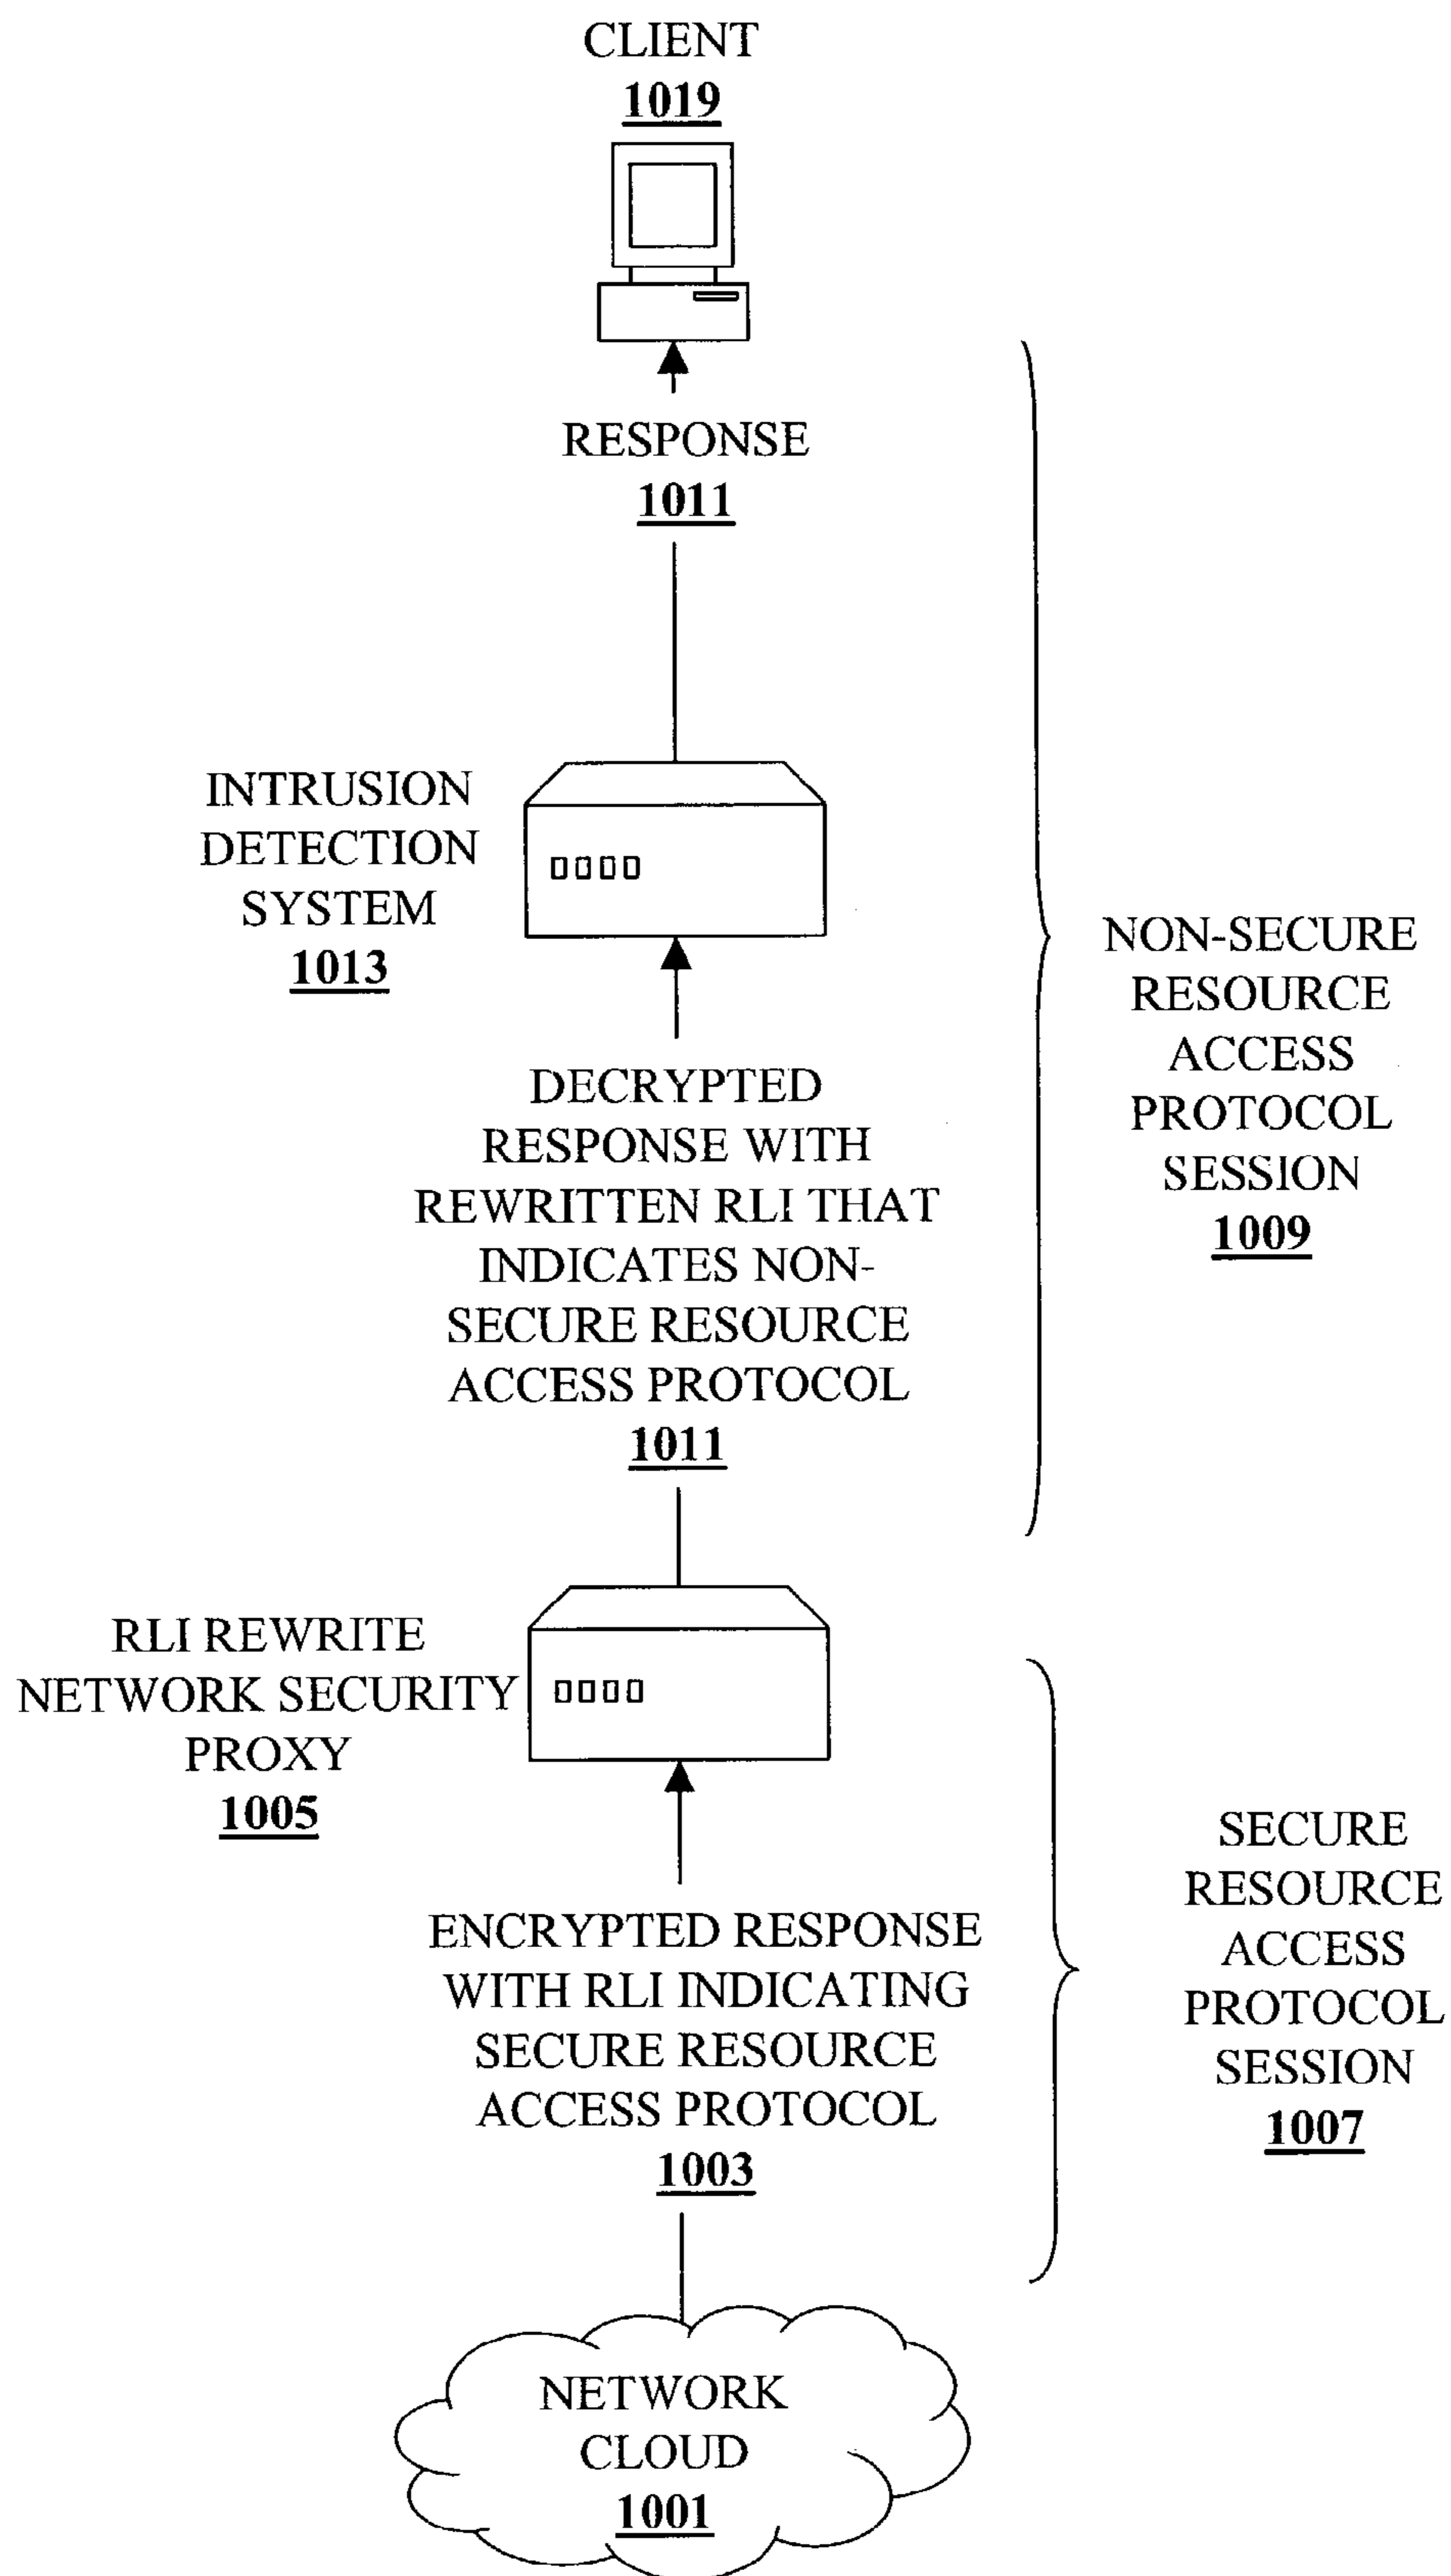 CLIENT
1019
RESPONSE
1011
INTRUSION
DETECTION
SYSTEM
1013
NON-SECURE
RESOURCE
ACCESS
PROTOCOL
SESSION
1009
DECRYPTED
RESPONSE WITH
REWRITTEN RLI THAT
INDICATES NON-
SECURE RESOURCE
ACCESS PROTOCOL
1011
RLI REWRITE
NETWORK SECURITY
PROXY
1005
SECURE
RESOURCE
ACCESS
PROTOCOL
SESSION
1007
ENCRYPTED RESPONSE
WITH RLI INDICATING
SECURE RESOURCE
ACCESS PROTOCOL
1003
NETWORK
CLOUD
1001